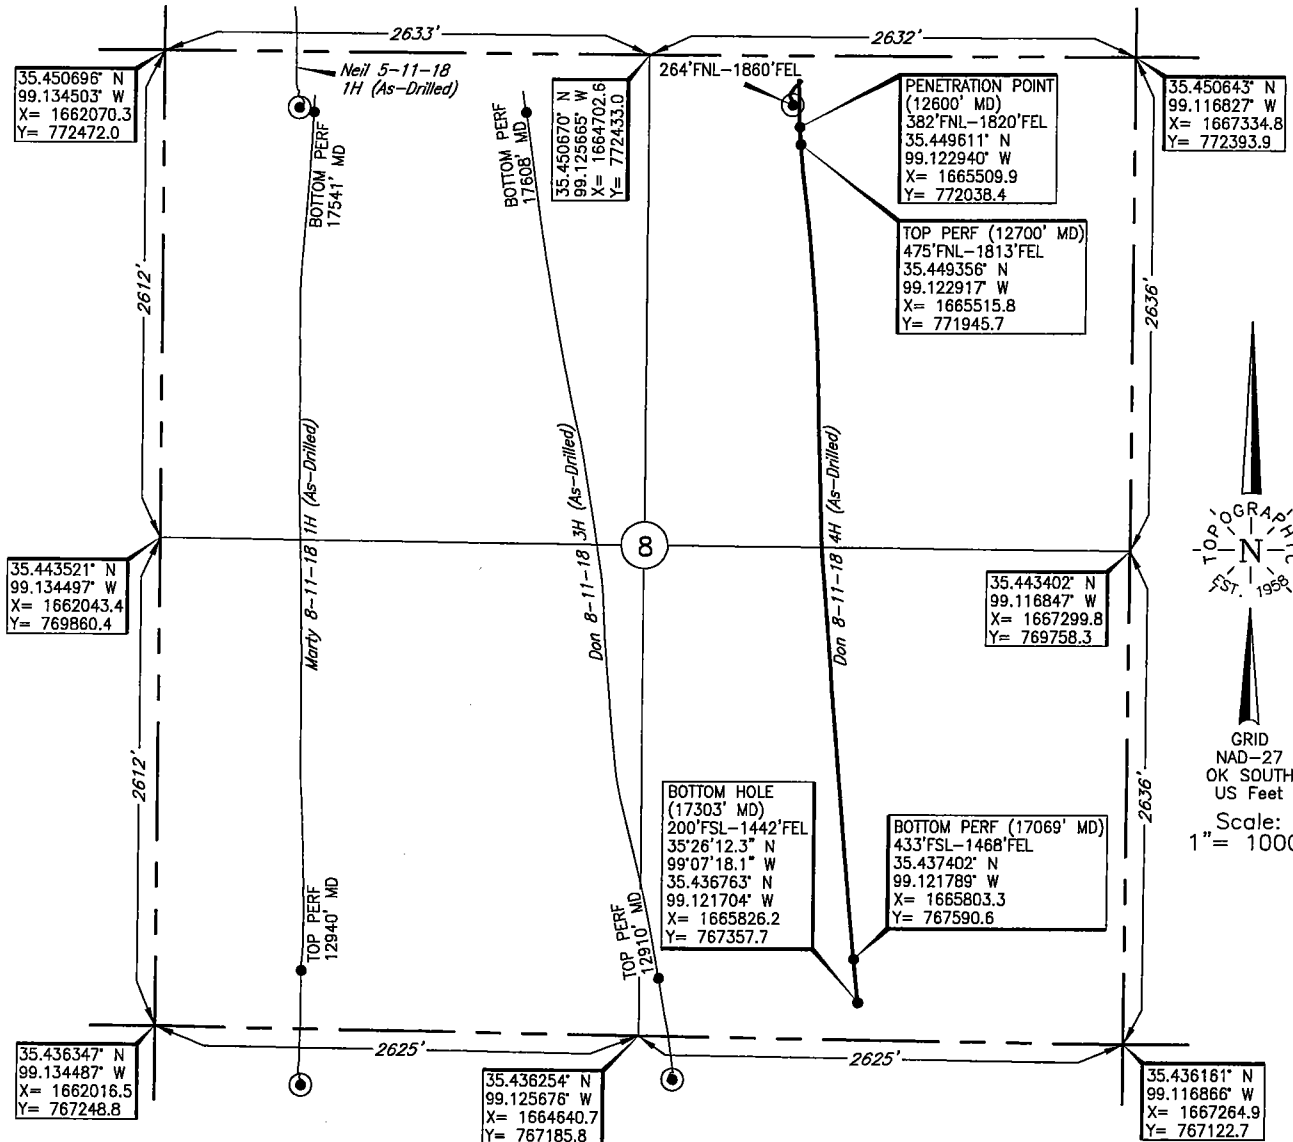 2633'
2632'
35.450696° N
99.134503° W
X= 1662070.3
Y= 772472.0
Neil 5-11-18
1H (As-Drilled)
BOTTOM PERF
17541' MD
BOTTOM PERF
17608' MD
35.450670° N
99.125665° W
X= 1664702.6
Y= 772433.0
264'FNL-1860'FEL
PENETRATION POINT
(12600' MD)
382'FNL-1820'FEL
35.449611° N
99.122940° W
X= 1665509.9
Y= 772038.4
35.450643° N
99.116827° W
X= 1667334.8
Y= 772393.9
TOP PERF (12700' MD)
475'FNL-1813'FEL
35.449356° N
99.122917° W
X= 1665515.8
Y= 771945.7
2612'
2636'
Marty 8-11-18 1H (As-Drilled)
Don 8-11-18 3H (As-Drilled)
Don 8-11-18 4H (As-Drilled)
8
35.443521° N
99.134497° W
X= 1662043.4
Y= 769860.4
35.443402° N
99.116847° W
X= 1667299.8
Y= 769758.3
TOPOGRAPHIC
N
EST. 1958
GRID
NAD-27
OK SOUTH
US Feet
Scale:
1"= 1000
2612'
2636'
BOTTOM HOLE
(17303' MD)
200'FSL-1442'FEL
35°26'12.3" N
99°07'18.1" W
35.436763° N
99.121704° W
X= 1665826.2
Y= 767357.7
BOTTOM PERF (17069' MD)
433'FSL-1468'FEL
35.437402° N
99.121789° W
X= 1665803.3
Y= 767590.6
TOP PERF
12940' MD
TOP PERF
12910' MD
2625'
2625'
35.436347° N
99.134487° W
X= 1662016.5
Y= 767248.8
35.436254° N
99.125676° W
X= 1664640.7
Y= 767185.8
35.436161° N
99.116866° W
X= 1667264.9
Y= 767122.7